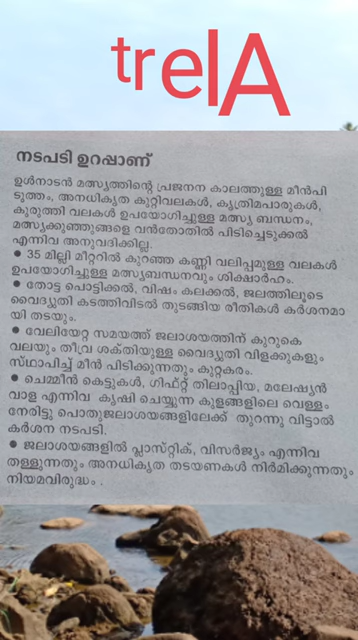 trelA
നടപടി ഉറപ്പാണ്
ഉൾനാടൻ മത്സ്യത്തിന്റെ പ്രജനന കാലത്തുള്ള മീൻപി
ടുത്തം, അനധികൃത കുറ്റിവലകൾ, കൃത്രിമപാരുകൾ,
കുരുത്തി വലകൾ ഉപയോഗിച്ചുള്ള മത്സ്യ ബന്ധനം,
മത്സ്യക്കുഞ്ഞുങ്ങളെ വൻതോതിൽ പിടിച്ചെടുക്കൽ
എന്നിവ അനുവദിക്കില്ല.
● 35 മില്ലി മീറ്ററിൽ കുറഞ്ഞ കണ്ണി വലിപ്പമുള്ള വലകൾ
ഉപയോഗിച്ചുള്ള മത്സ്യബന്ധനവും ശിക്ഷാർഹം.
● തോട്ട പൊട്ടിക്കൽ, വിഷം കലക്കൽ, ജലത്തിലൂടെ
വൈദ്യുതി കടത്തിവിടൽ തുടങ്ങിയ രീതികൾ കർശനമാ
യി തടയും.
● വേലിയേറ്റ സമയത്ത് ജലാശയത്തിന് കുറുകെ
വലയും തീവ്ര ശക്തിയുള്ള വൈദ്യുതി വിളക്കുകളും
സ്ഥാപിച്ച് മീൻ പിടിക്കുന്നതും കുറ്റകരം.
● ചെമ്മീൻ കെട്ടുകൾ, ഗിഫ്റ്റ് തിലാപ്പിയ, മലേഷ്യൻ
വാള എന്നിവ കൃഷി ചെയ്യുന്ന കുളങ്ങളിലെ വെള്ളം
നേരിട്ടു പൊതുജലാശയങ്ങളിലേക്ക് തുറന്നു വിട്ടാൽ
കർശന നടപടി.
● ജലാശയങ്ങളിൽ പ്ലാസ്റ്റിക്, വിസർജ്യം എന്നിവ
തള്ളുന്നതും അനധികൃത തടയണകൾ നിർമിക്കുന്നതും
നിയമവിരുദ്ധം .